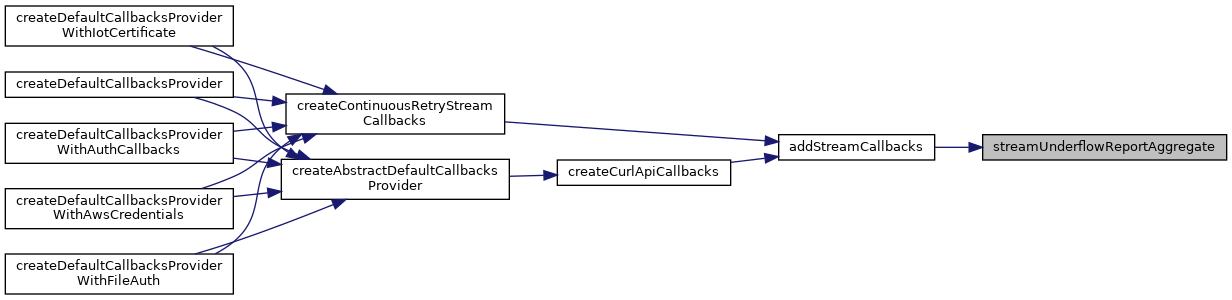 createDefaultCallbacksProvider
WithIotCertificate
createDefaultCallbacksProvider
createDefaultCallbacksProvider
WithAuthCallbacks
createDefaultCallbacksProvider
WithAwsCredentials
createDefaultCallbacksProvider
WithFileAuth
createContinuousRetryStream
Callbacks
createAbstractDefaultCallbacks
Provider
createCurlApiCallbacks
addStreamCallbacks
streamUnderflowReportAggregate